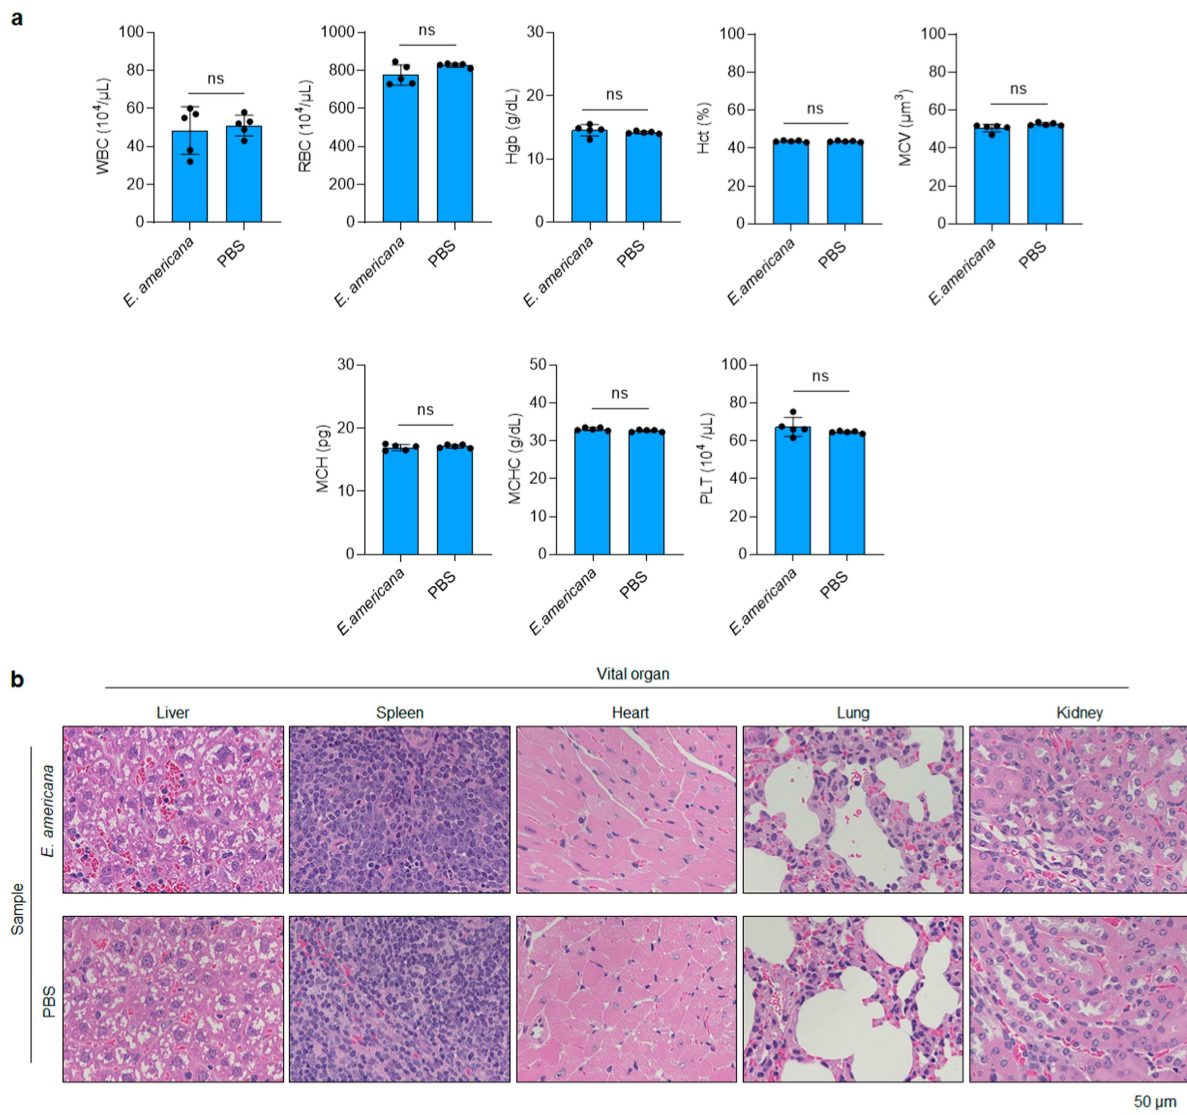 a
WBC (10⁴/µL)
100
80
60
40
20
0
ns
E. americana
PBS
RBC (10⁴/µL)
1000
800
600
400
200
0
ns
E. americana
PBS
Hgb (g/dL)
30
20
10
0
ns
E. americana
PBS
Hct (%)
100
80
60
40
20
0
ns
E.americana
PBS
MCV (µm³)
100
80
60
40
20
0
ns
E.americana
PBS
MCH (pg)
30
20
10
0
ns
E.americana
PBS
MCHC (g/dL)
50
40
30
20
10
0
ns
E.americana
PBS
PLT (10⁴ /µL)
100
80
60
40
20
0
ns
E.americana
PBS
b
Vital organ
Liver Spleen Heart Lung Kidney
Sample
E. americana
PBS
50 µm